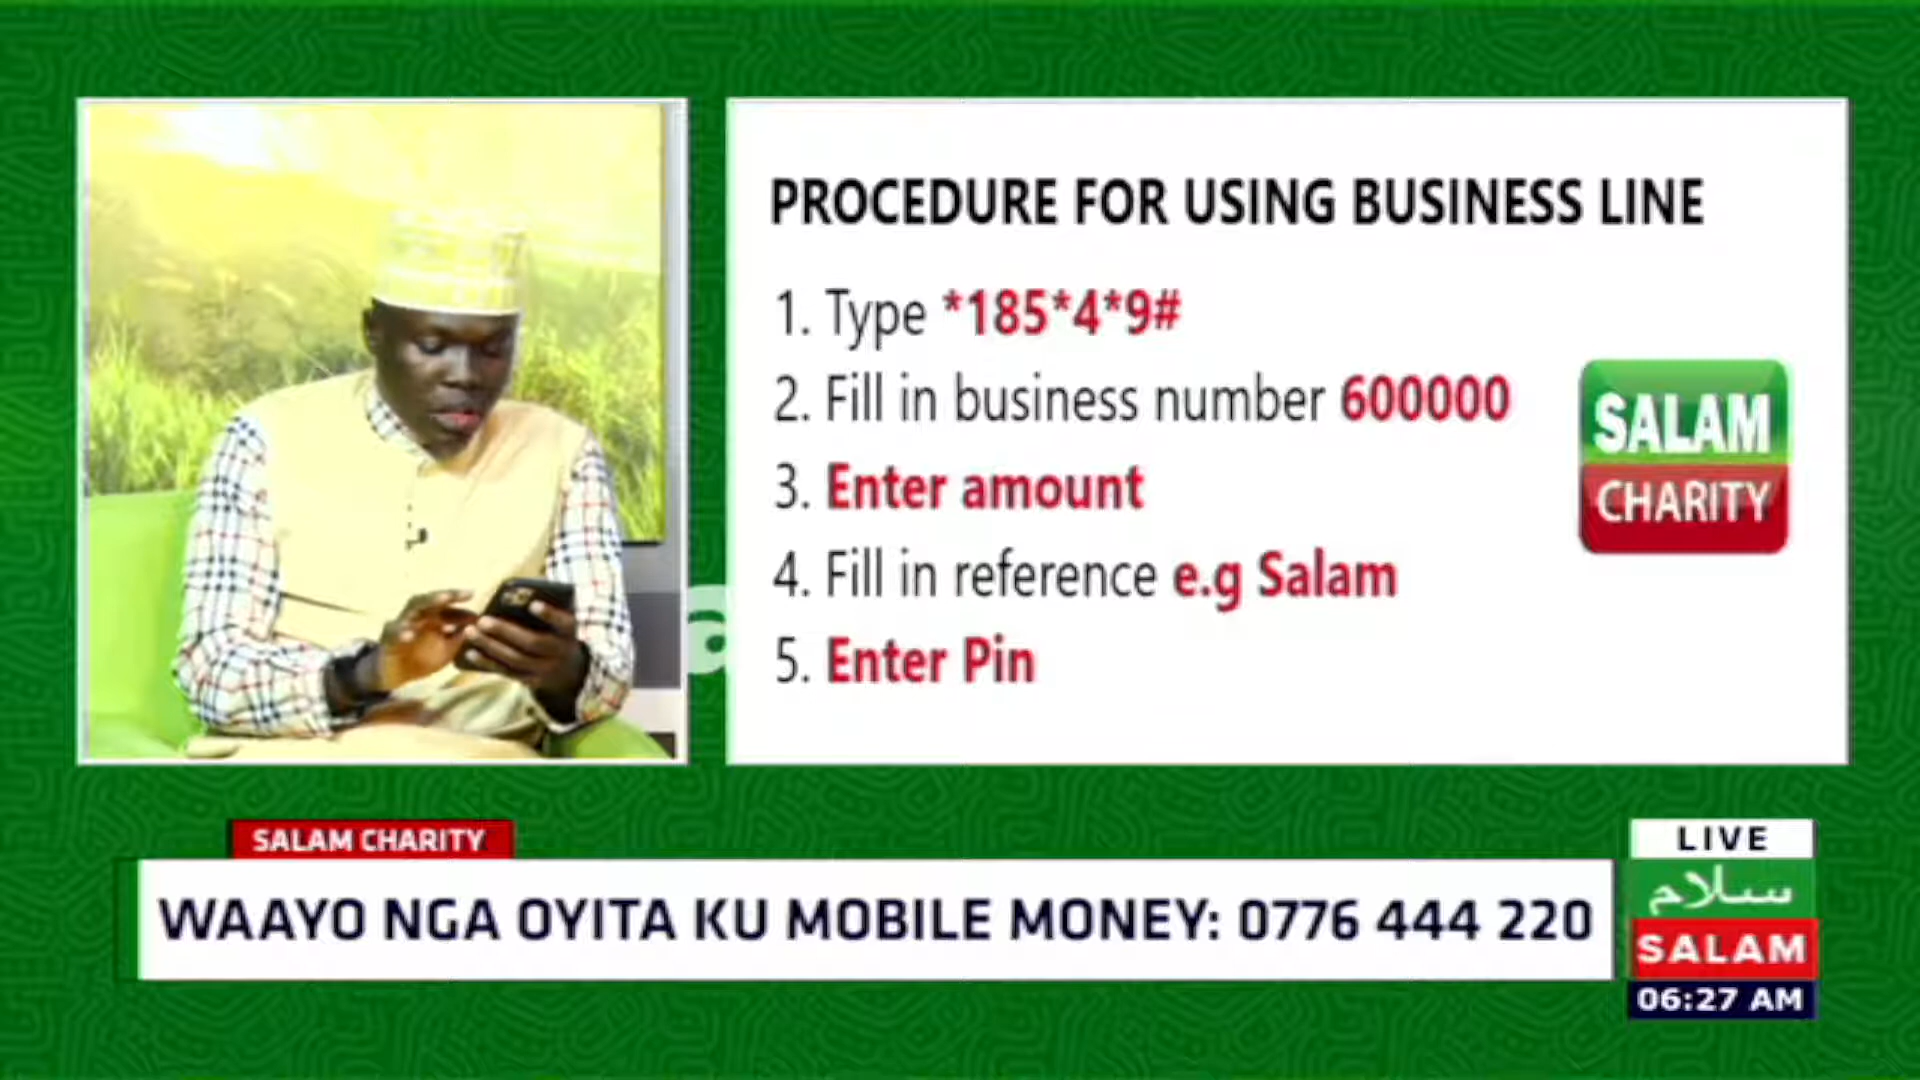 PROCEDURE FOR USING BUSINESS LINE
1. Type *185*4*9#
2. Fill in business number 600000
3. Enter amount
4. Fill in reference e.g Salam
5. Enter Pin
SALAM
CHARITY
a
SALAM CHARITY
WAAYO NGA OYITA KU MOBILE MONEY: 0776 444 220
LIVE
سلام
SALAM
06:27 AM